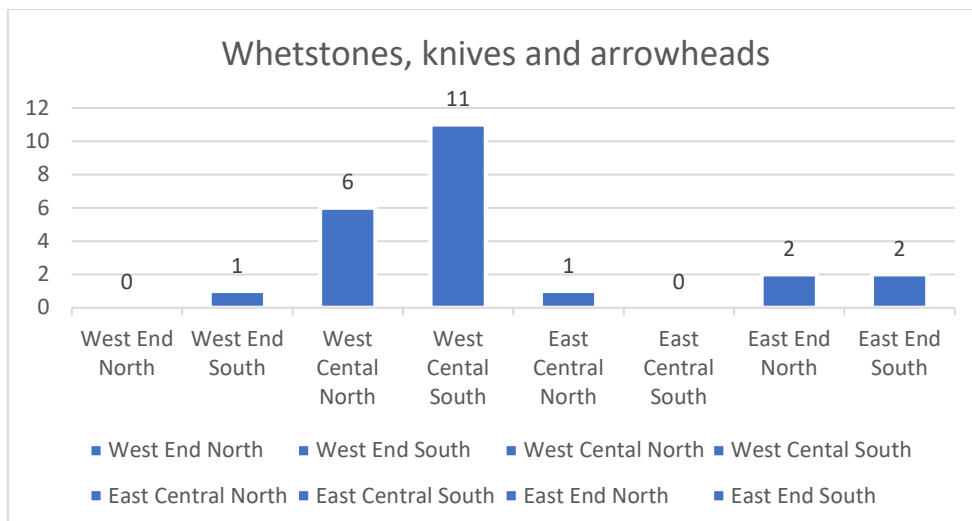 Whetstones, knives and arrowheads
12
10
8
6
4
2
0
0
1
6
11
1
0
2
2
West End North
West End South
West Cental North
West Cental South
East Central North
East Central South
East End North
East End South
West End North
West End South
West Cental North
West Cental South
East Central North
East Central South
East End North
East End South